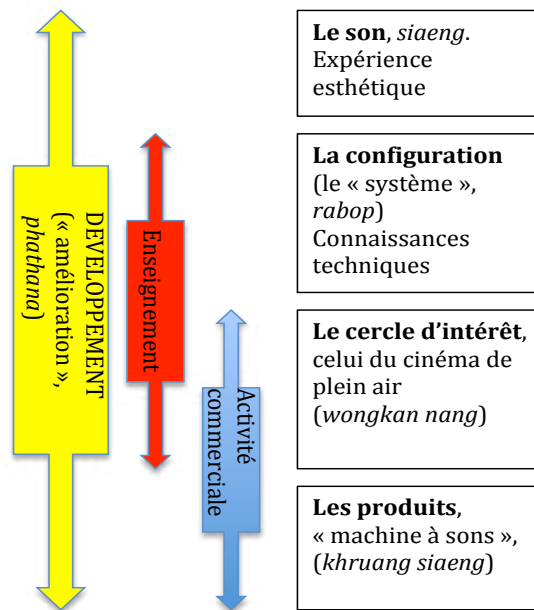 DEVELOPPEMENT
(« amélioration »,
phathana)
Enseignement
Activité
commerciale
Le son, siaeng.
Expérience
esthétique
La configuration
(le « système »,
rabop)
Connaissances
techniques
Le cercle d’intérêt,
celui du cinéma de
plein air
(wongkan nang)
Les produits,
« machine à sons »,
(khruang siaeng)